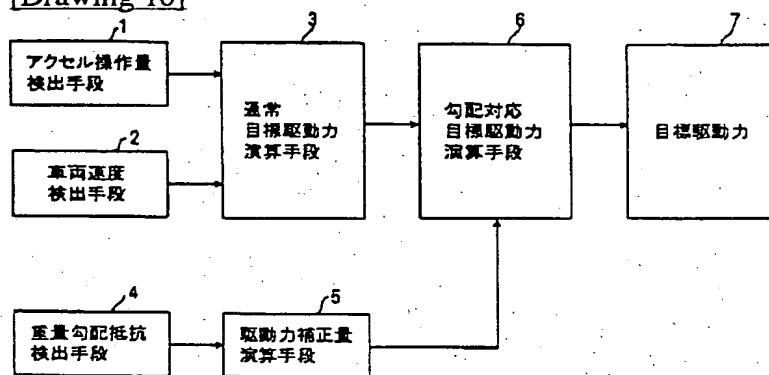 [Drawing 10]
1
アクセル操作量
検出手段
2
車両速度
検出手段
3
通常
目標駆動力
演算手段
6
勾配対応
目標駆動力
演算手段
7
目標駆動力
4
重量勾配抵抗
検出手段
5
駆動力補正量
演算手段